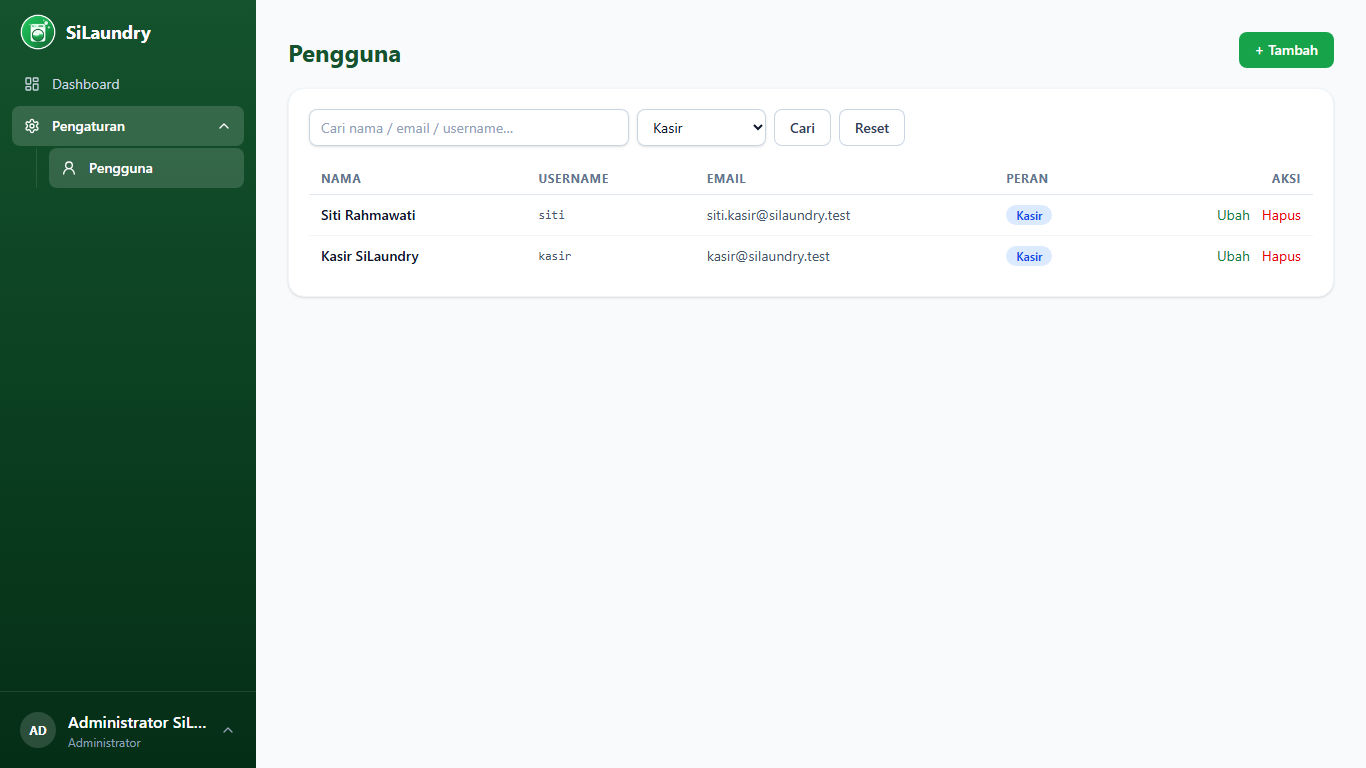 SiLaundry
Dashboard
Pengaturan
Pengguna
AD
Administrator SiL...
Administrator
Pengguna
+ Tambah
Cari nama / email / username...
Kasir
Cari
Reset
NAMA USERNAME EMAIL PERAN AKSI
Siti Rahmawati siti siti.kasir@silaundry.test Kasir Ubah Hapus
Kasir SiLaundry kasir kasir@silaundry.test Kasir Ubah Hapus